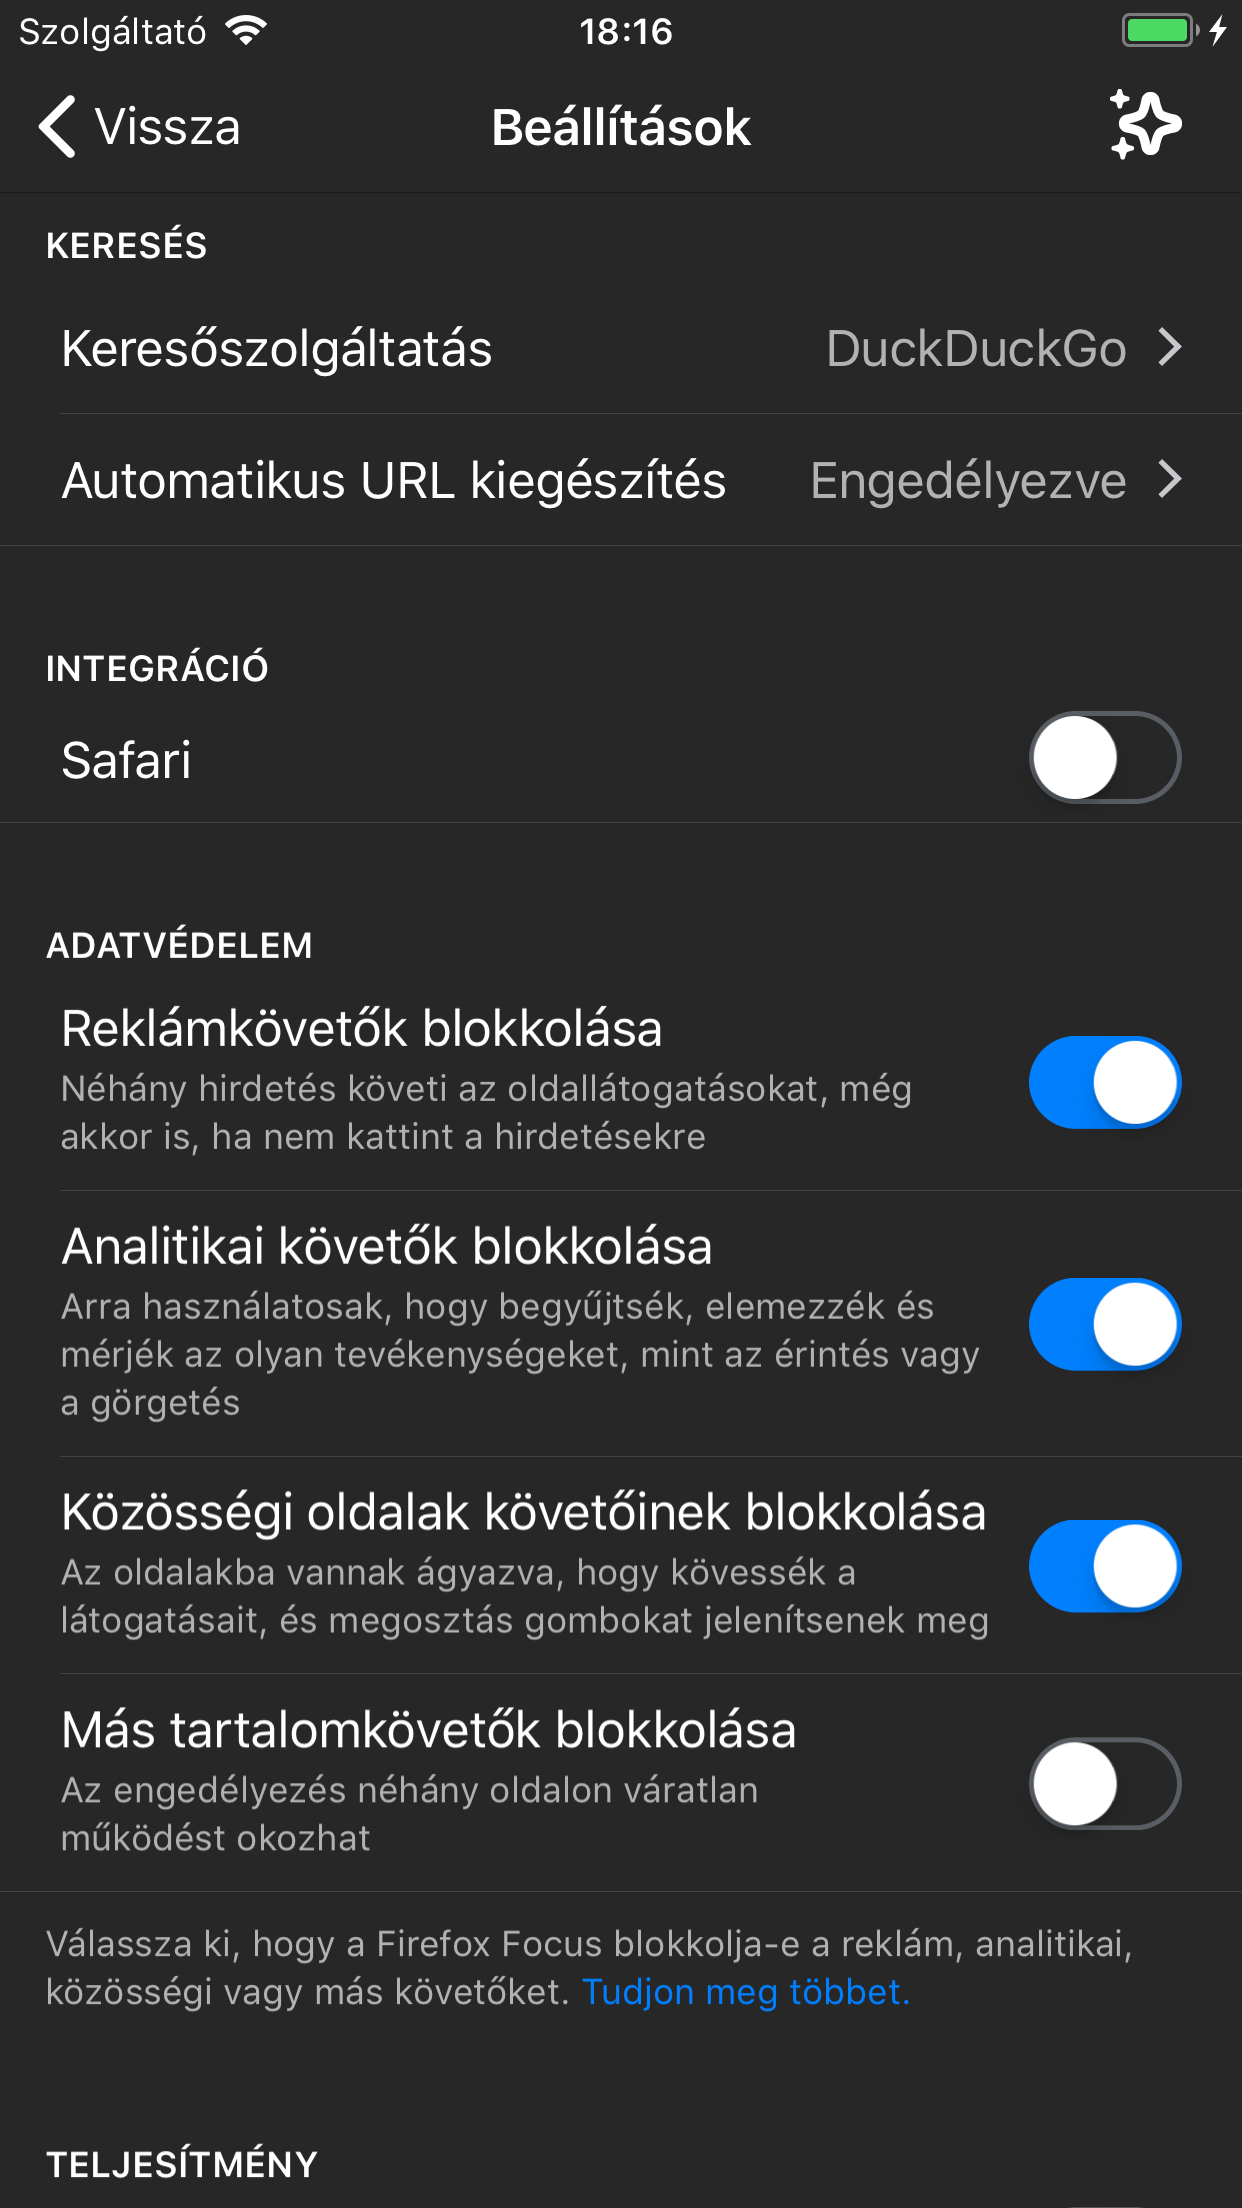 Szolgáltató 18:16
Vissza Beállítások
KERESÉS
Keresőszolgáltatás DuckDuckGo
Automatikus URL kiegészítés Engedélyezve
INTEGRÁCIÓ
Safari
ADATVÉDELEM
Reklámkövetők blokkolása
Néhány hirdetés követi az oldallátogatásokat, még
akkor is, ha nem kattint a hirdetésekre
Analitikai követők blokkolása
Arra használatosak, hogy begyűjtsék, elemezzék és
mérjék az olyan tevékenységeket, mint az érintés vagy
a görgetés
Közösségi oldalak követőinek blokkolása
Az oldalakba vannak ágyazva, hogy kövessék a
látogatásait, és megosztás gombokat jelenítsenek meg
Más tartalomkövetők blokkolása
Az engedélyezés néhány oldalon váratlan
működést okozhat
Válassza ki, hogy a Firefox Focus blokkolja-e a reklám, analitikai,
közösségi vagy más követőket. Tudjon meg többet.
TELJESÍTMÉNY